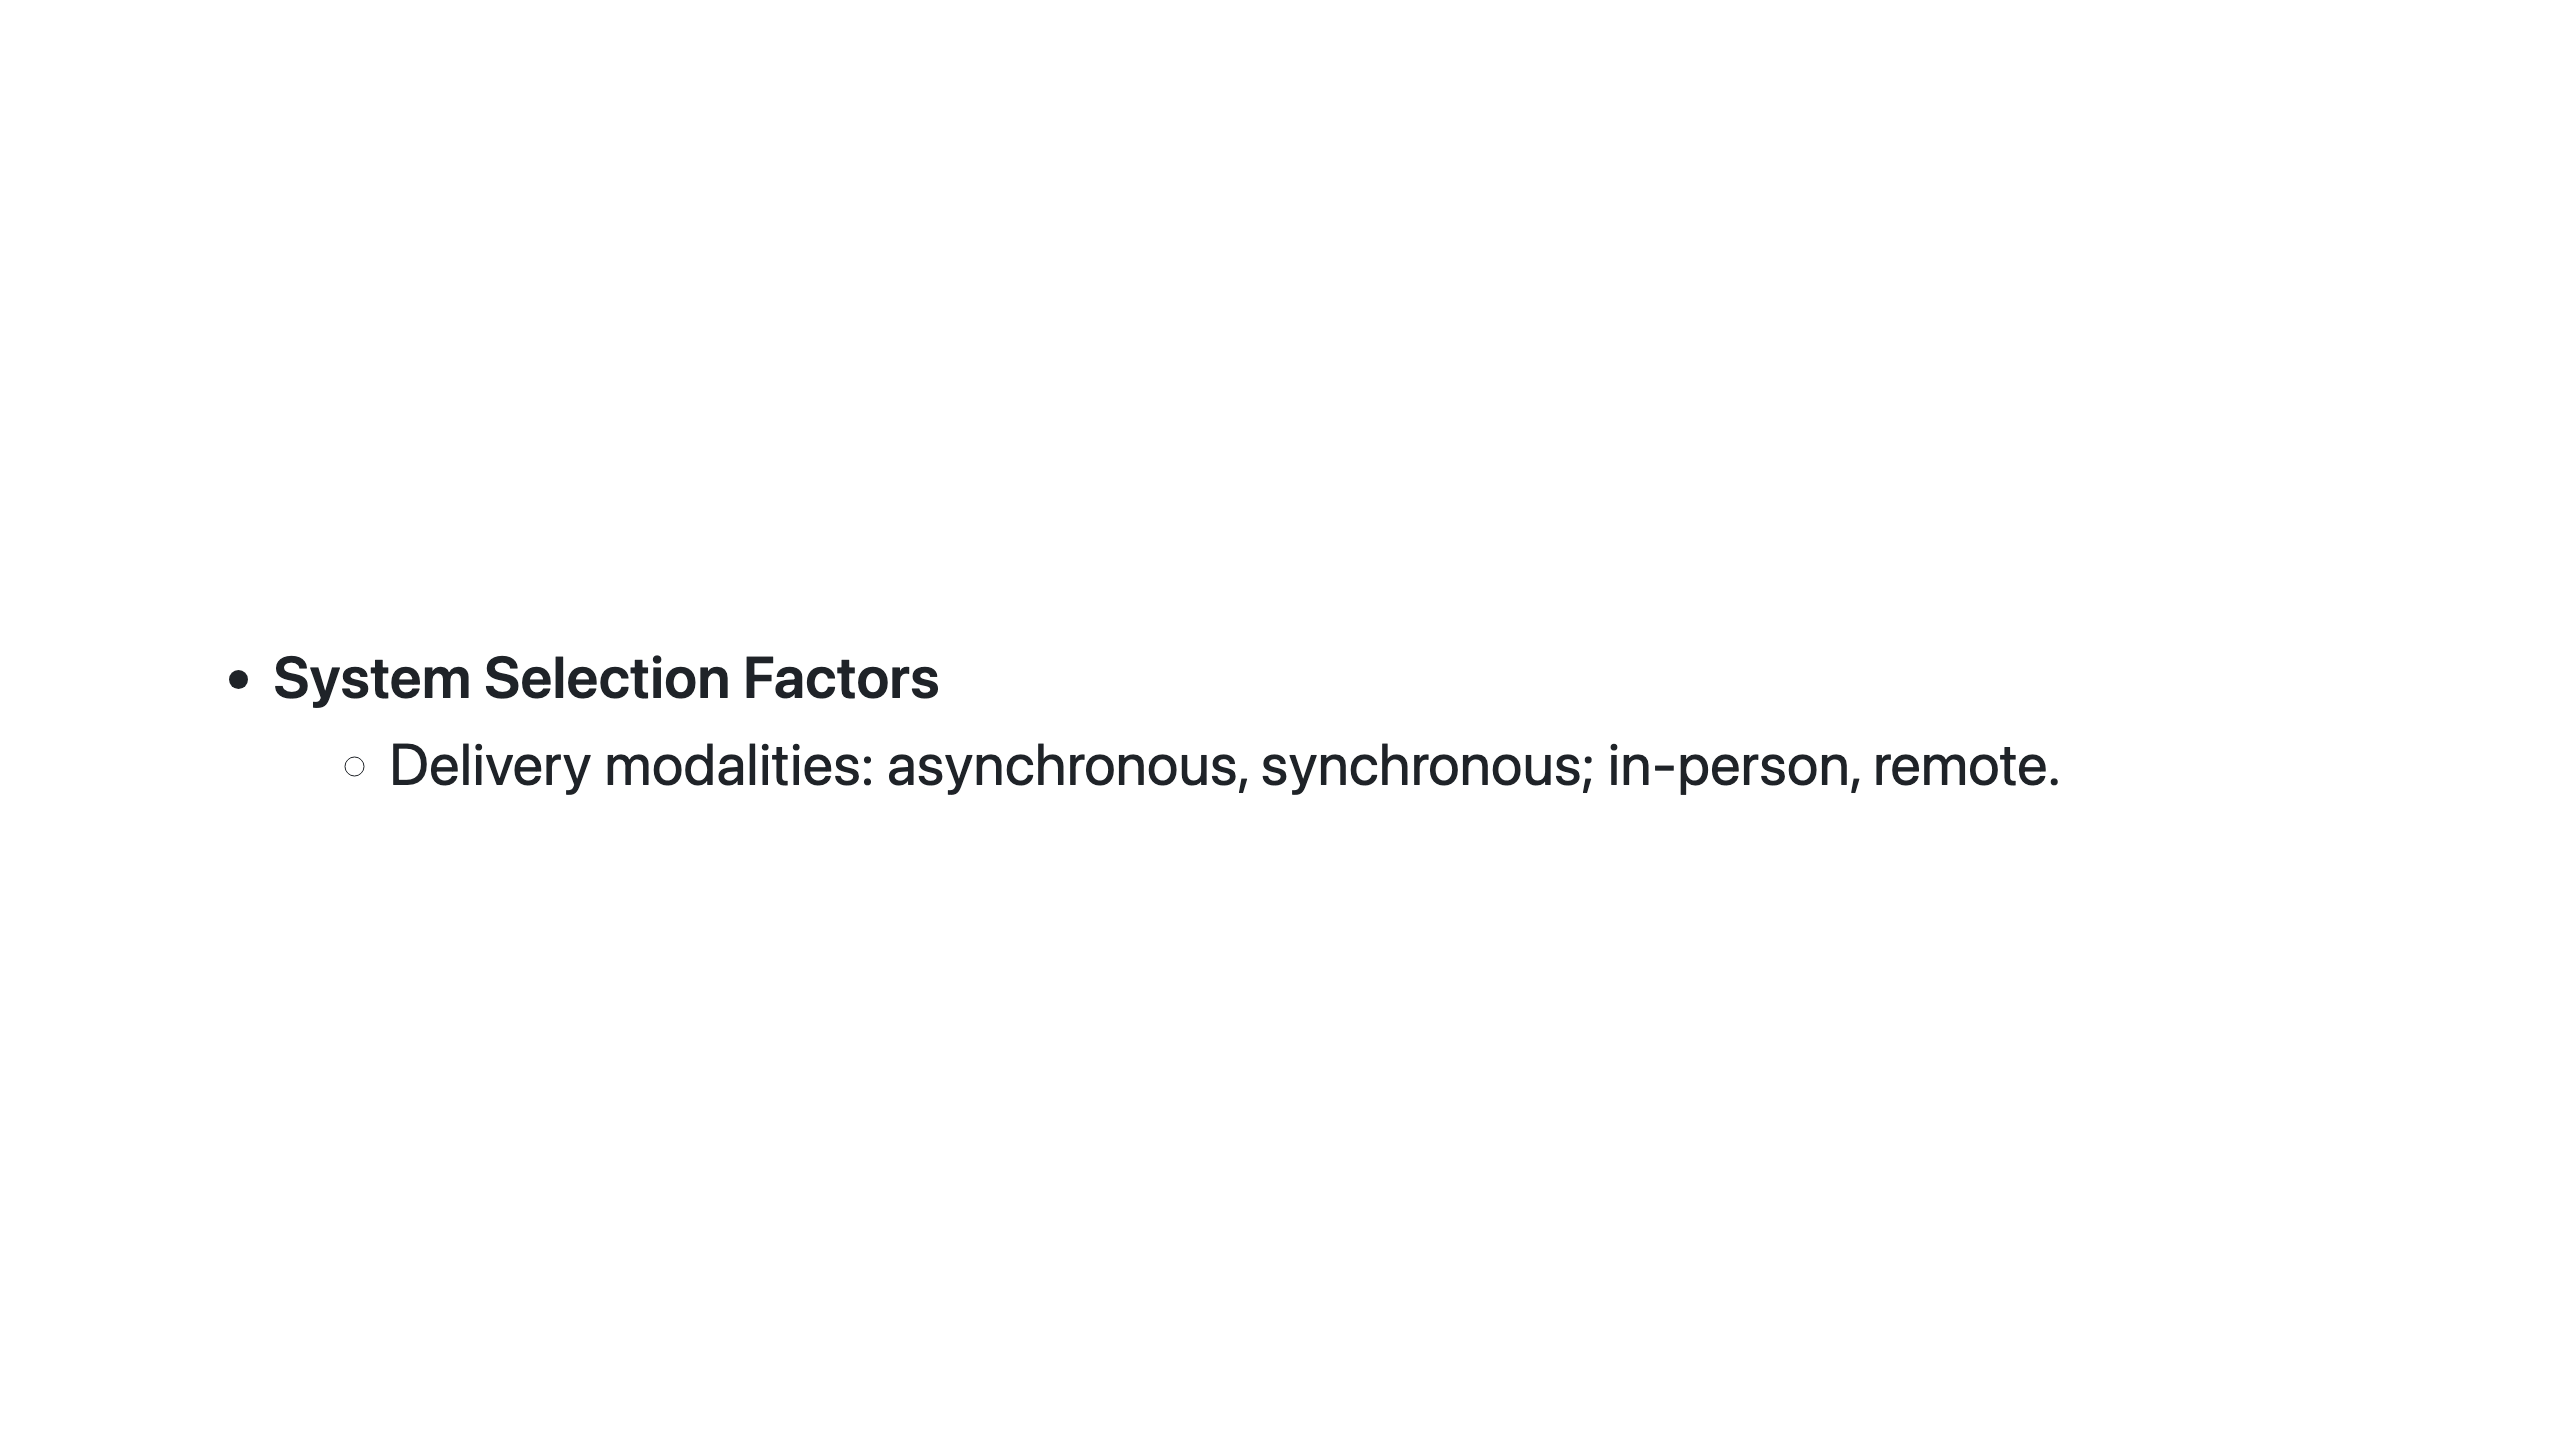 • System Selection Factors
◦ Delivery modalities: asynchronous, synchronous; in-person, remote.